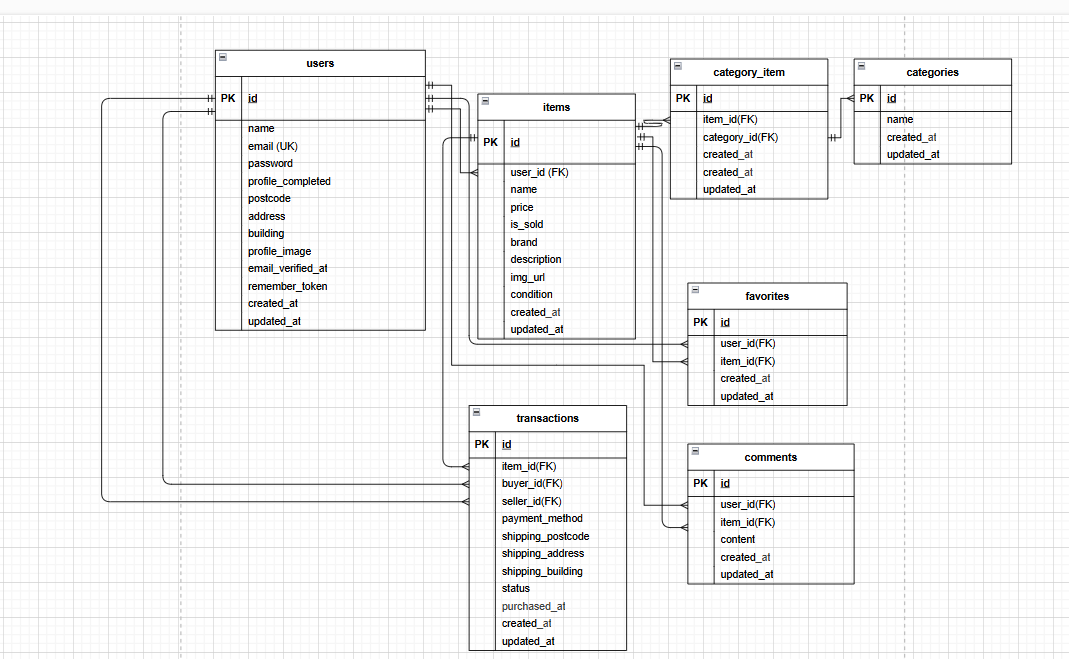 users
PK id
name
email (UK)
password
profile_completed
postcode
address
building
profile_image
email_verified_at
remember_token
created_at
updated_at
items
PK id
user_id (FK)
name
price
is_sold
brand
description
img_url
condition
created_at
updated_at
category_item
PK id
item_id(FK)
category_id(FK)
created_at
created_at
updated_at
categories
PK id
name
created_at
updated_at
favorites
PK id
user_id(FK)
item_id(FK)
created_at
updated_at
transactions
PK id
item_id(FK)
buyer_id(FK)
seller_id(FK)
payment_method
shipping_postcode
shipping_address
shipping_building
status
purchased_at
created_at
updated_at
comments
PK id
user_id(FK)
item_id(FK)
content
created_at
updated_at